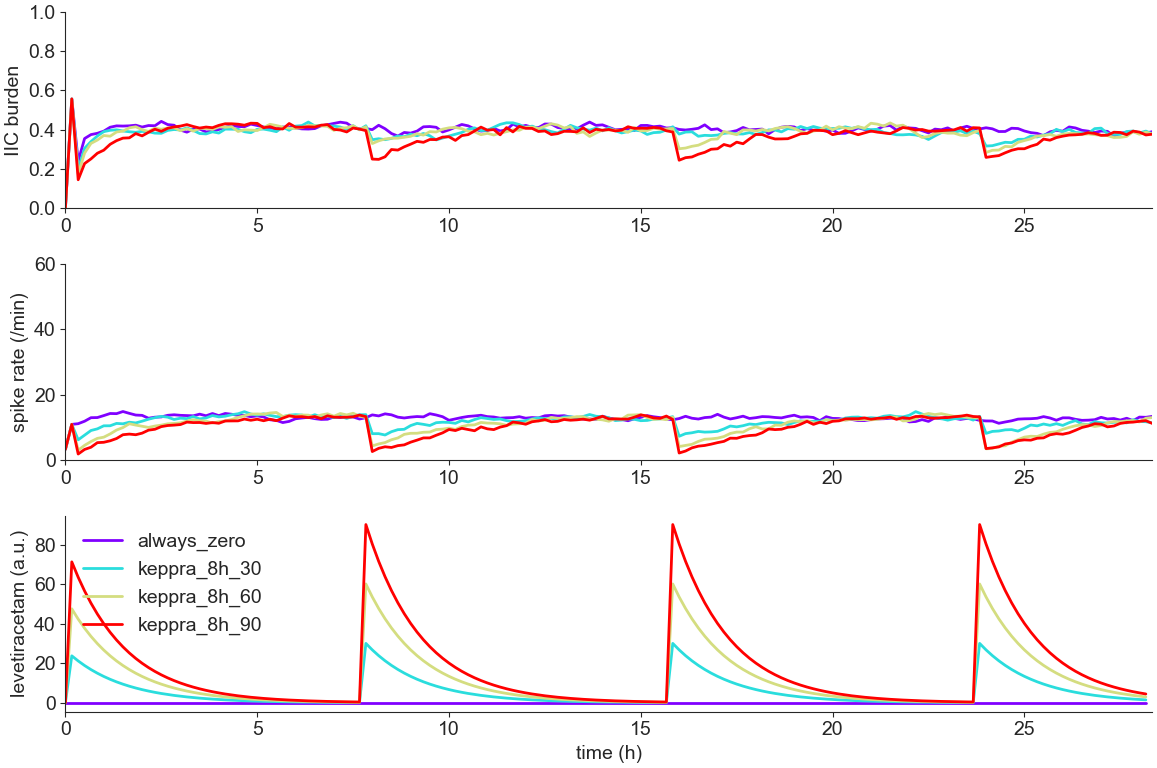 IIC burden
1.0
0.8
0.6
0.4
0.2
0.0
0 5 10 15 20 25
spike rate (/min)
60
40
20
0
0 5 10 15 20 25
levetiracetam (a.u.)
80
60
40
20
0
always_zero
keppra_8h_30
keppra_8h_60
keppra_8h_90
0 5 10 15 20 25
time (h)